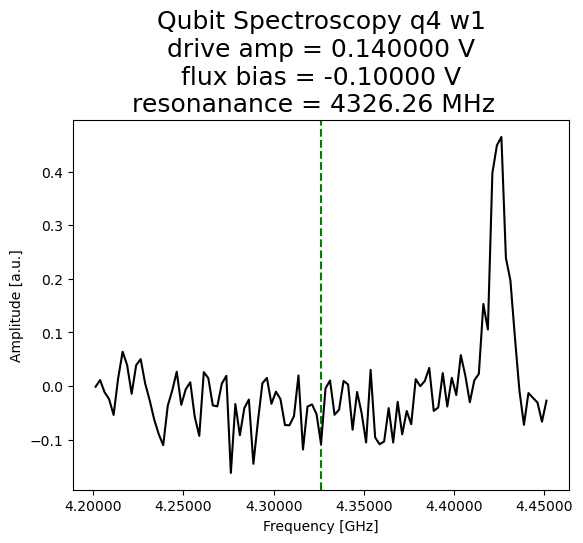 Qubit Spectroscopy q4 w1
drive amp = 0.140000 V
flux bias = -0.10000 V
resonanance = 4326.26 MHz
Amplitude [a.u.]
0.4
0.3
0.2
0.1
0.0
−0.1
4.20000 4.25000 4.30000 4.35000 4.40000 4.45000
Frequency [GHz]